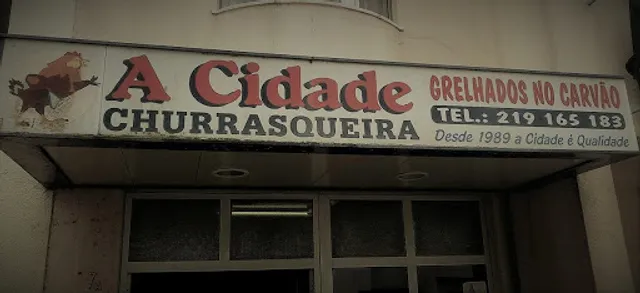 A Cidade
CHURRASQUEIRA
GRELHADOS NO CARVÃO
TEL.: 219 165 183
Desde 1989 a Cidade é Qualidade